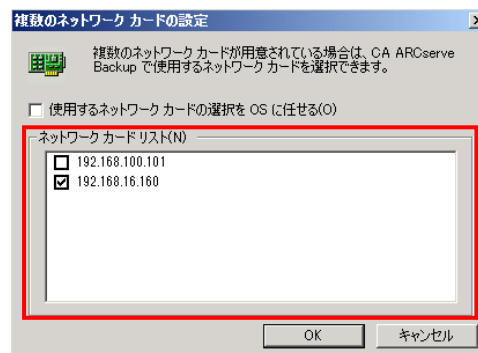 複数のネットワーク カードの設定
複数のネットワーク カードが用意されている場合は、CA ARCserve
Backup で使用するネットワーク カードを選択できます。
使用するネットワーク カードの選択を OS に任せる(O)
ネットワーク カード リスト(N)
192.168.100.101
192.168.16.160
OK
キャンセル